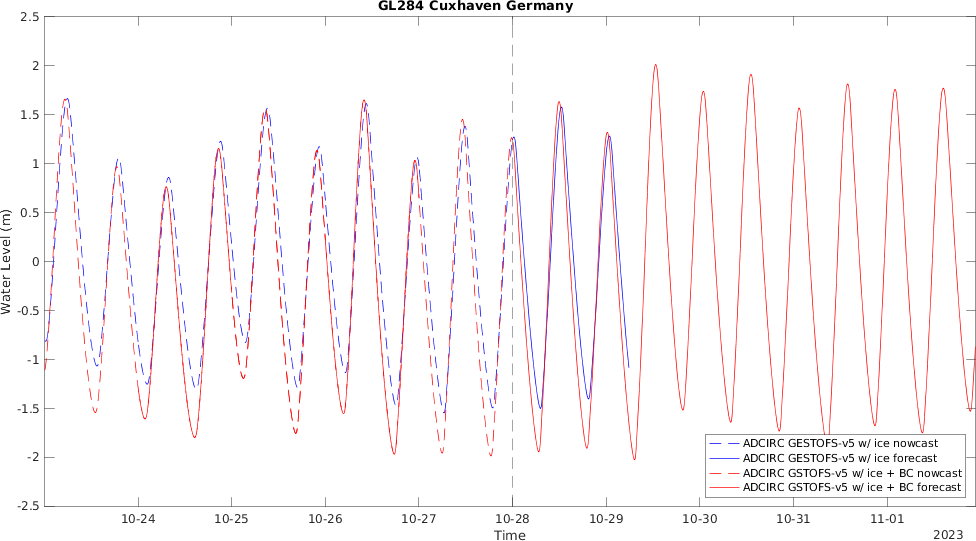 GL284 Cuxhaven Germany
2.5
2
1.5
1
0.5
0
-0.5
-1
-1.5
-2
-2.5
Water Level (m)
ADCIRC GESTOFS-v5 w/ ice nowcast
ADCIRC GESTOFS-v5 w/ ice forecast
ADCIRC GSTOFS-v5 w/ ice + BC nowcast
ADCIRC GSTOFS-v5 w/ ice + BC forecast
10-24 10-25 10-26 10-27 10-28 10-29 10-30 10-31 11-01
Time
2023